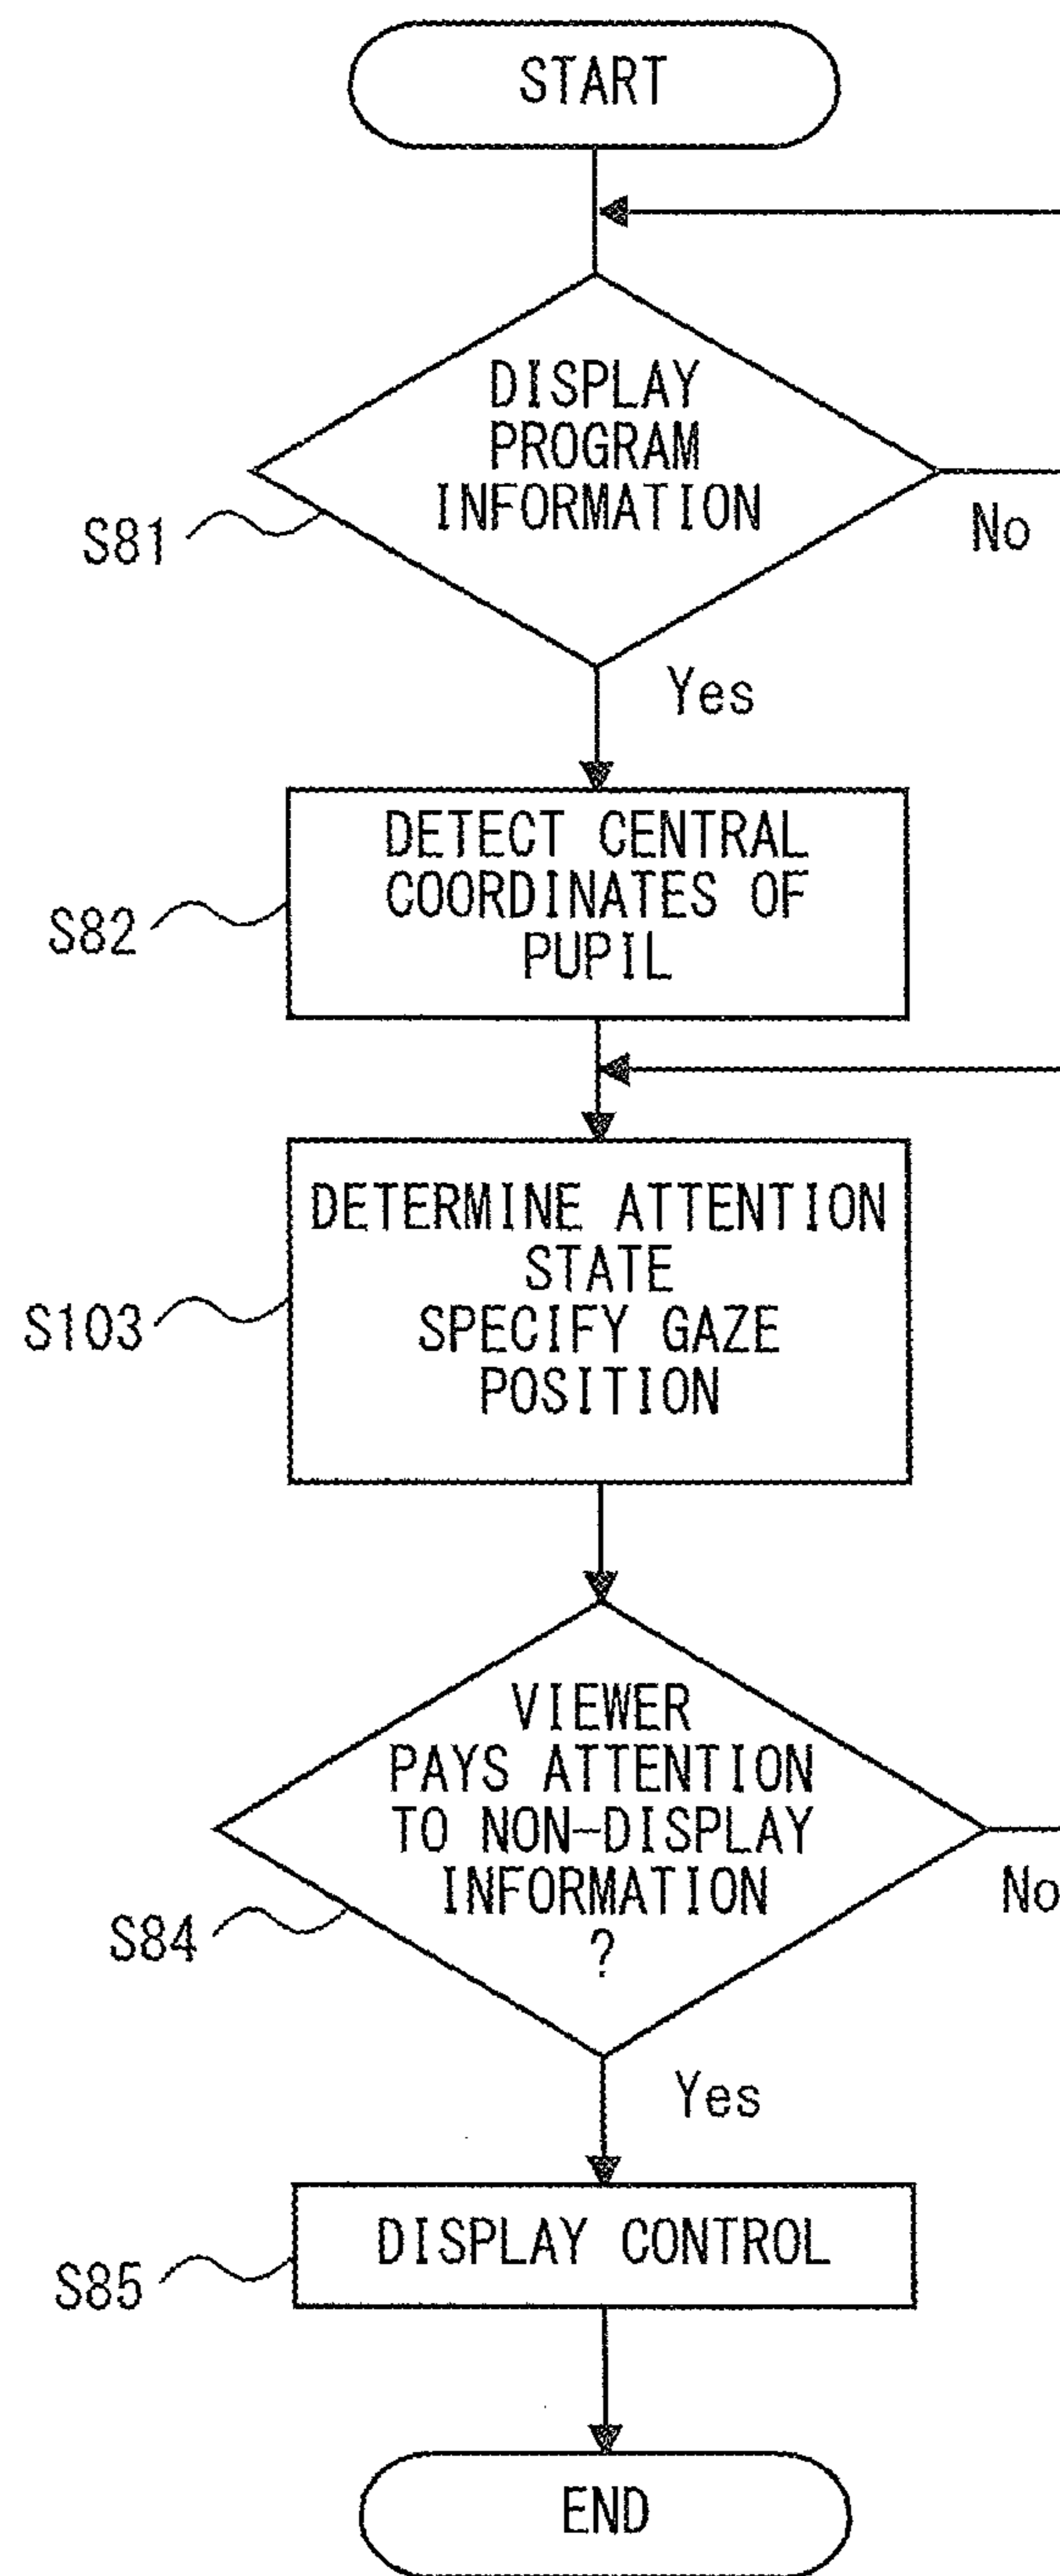 START
DISPLAY
PROGRAM
INFORMATION
S81
No
Yes
DETECT CENTRAL
COORDINATES OF
PUPIL
S82
DETERMINE ATTENTION
STATE
SPECIFY GAZE
POSITION
S103
VIEWER
PAYS ATTENTION
TO NON-DISPLAY
INFORMATION
?
S84
No
Yes
DISPLAY CONTROL
S85
END